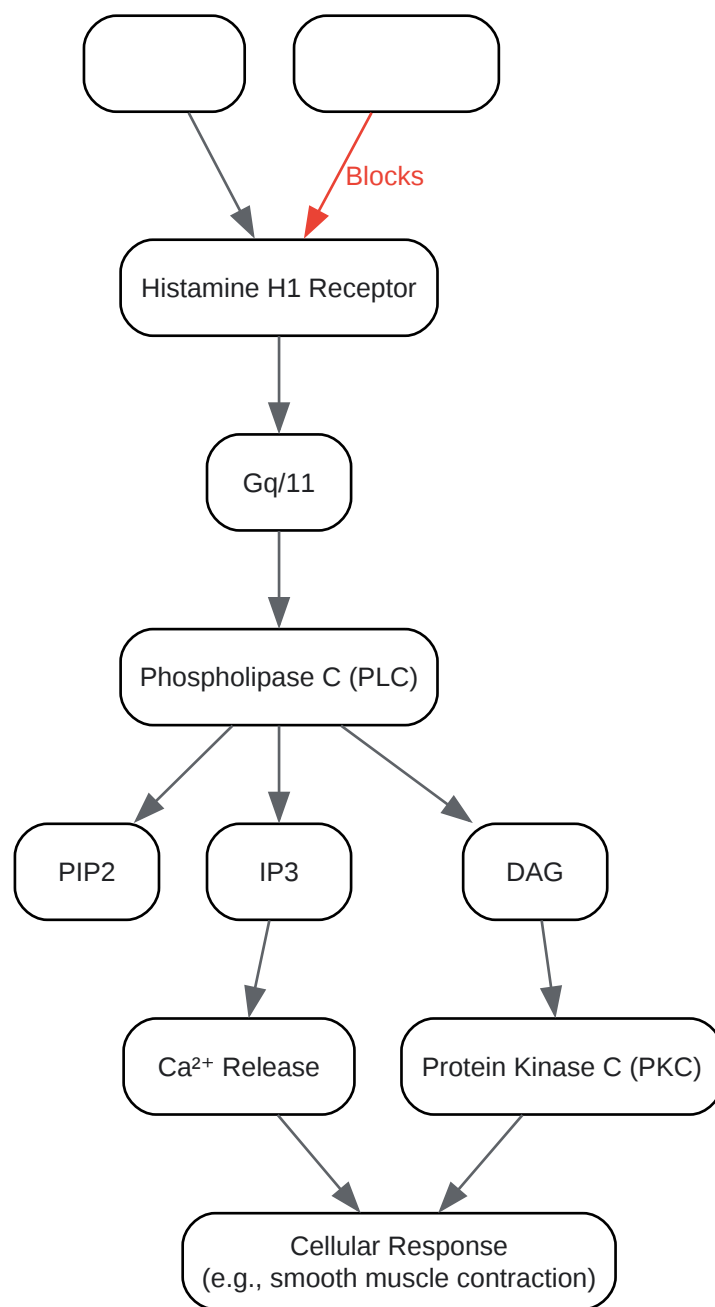 Blocks
Histamine H1 Receptor
Gq/11
Phospholipase C (PLC)
PIP2
IP3
DAG
Ca²⁺ Release
Protein Kinase C (PKC)
Cellular Response
(e.g., smooth muscle contraction)